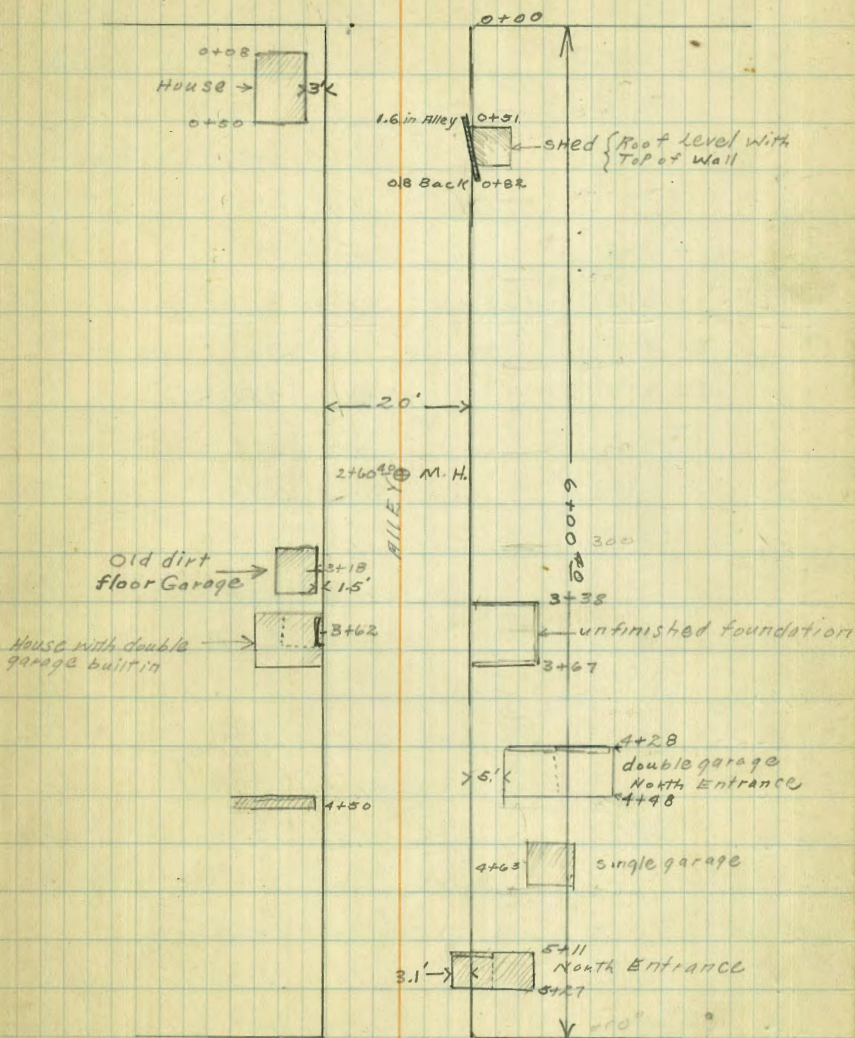 0+00
0+08
House
3'
0+50
1.6 in Alley
0+51
shed
Roof Level with
Top of Wall
0.8 Back
0+82
20'
2+60 40
M. H.
ALLEY
6+00
300
Old dirt
floor Garage
3+18
1.5'
3+38
House with double
garage built in
3+62
unfinished foundation
3+67
4+28
double garage
North Entrance
5.'
4+48
4+50
4+63
single garage
5+11
North Entrance
3.1'
5+27